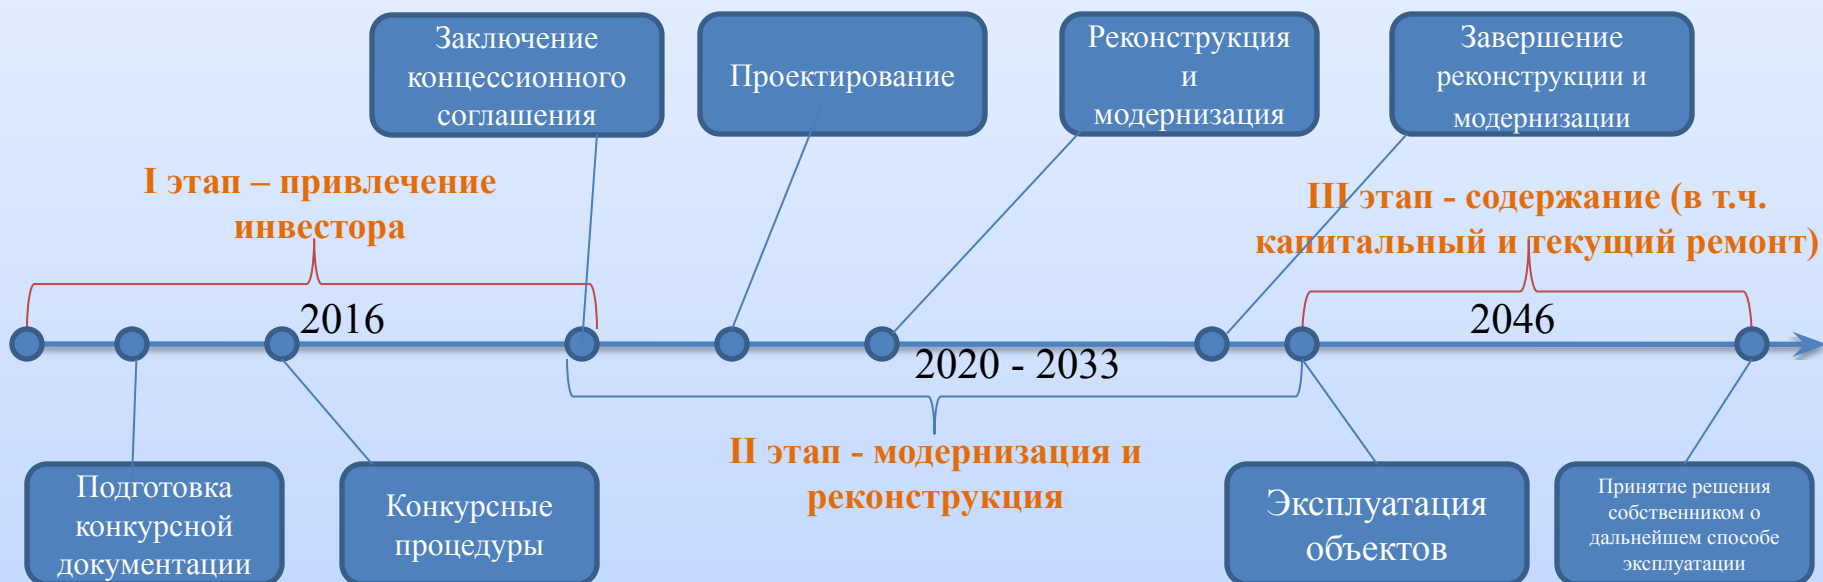 Заключение
концессионного
соглашения
Проектирование
Реконструкция
и
модернизация
Завершение
реконструкции и
модернизации
I этап – привлечение
инвестора
III этап - содержание (в т.ч.
капитальный и текущий ремонт)
2016
2020 - 2033
2046
II этап - модернизация и
реконструкция
Подготовка
конкурсной
документации
Конкурсные
процедуры
Эксплуатация
объектов
Принятие решения
собственником о
дальнейшем способе
эксплуатации